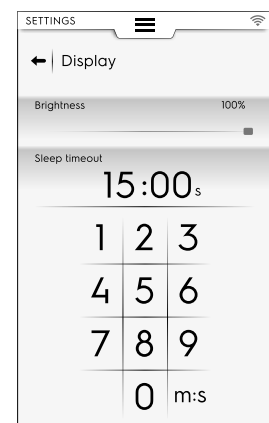 SETTINGS
Display
Brightness 100%
Sleep timeout
15:00s
1 2 3
4 5 6
7 8 9
0 m:s